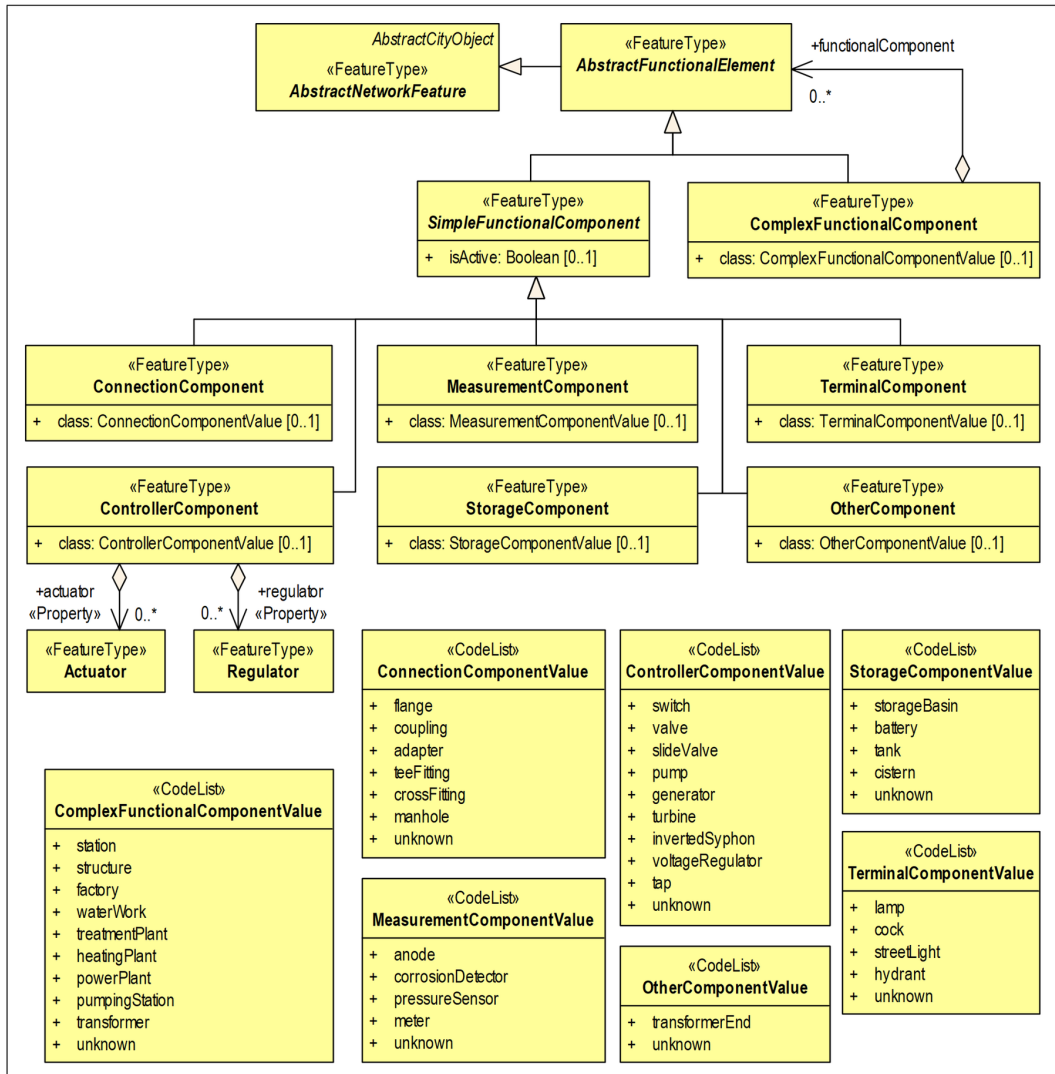 AbstractCityObject
«FeatureType»
AbstractNetworkFeature
«FeatureType»
AbstractFunctionalElement
+functionalComponent
0..*
«FeatureType»
SimpleFunctionalComponent
+ isActive: Boolean [0..1]
«FeatureType»
ComplexFunctionalComponent
+ class: ComplexFunctionalComponentValue [0..1]
«FeatureType»
ConnectionComponent
+ class: ConnectionComponentValue [0..1]
«FeatureType»
MeasurementComponent
+ class: MeasurementComponentValue [0..1]
«FeatureType»
TerminalComponent
+ class: TerminalComponentValue [0..1]
«FeatureType»
ControllerComponent
+ class: ControllerComponentValue [0..1]
«FeatureType»
StorageComponent
+ class: StorageComponentValue [0..1]
«FeatureType»
OtherComponent
+ class: OtherComponentValue [0..1]
+actuator
«Property»
0..*
0..*
+regulator
«Property»
«FeatureType»
Actuator
«FeatureType»
Regulator
«CodeList»
ConnectionComponentValue
+ flange
+ coupling
+ adapter
+ teeFitting
+ crossFitting
+ manhole
+ unknown
«CodeList»
ControllerComponentValue
+ switch
+ valve
+ slideValve
+ pump
+ generator
+ turbine
+ invertedSyphon
+ voltageRegulator
+ tap
+ unknown
«CodeList»
StorageComponentValue
+ storageBasin
+ battery
+ tank
+ cistern
+ unknown
«CodeList»
ComplexFunctionalComponentValue
+ station
+ structure
+ factory
+ waterWork
+ treatmentPlant
+ heatingPlant
+ powerPlant
+ pumpingStation
+ transformer
+ unknown
«CodeList»
MeasurementComponentValue
+ anode
+ corrosionDetector
+ pressureSensor
+ meter
+ unknown
«CodeList»
OtherComponentValue
+ transformerEnd
+ unknown
«CodeList»
TerminalComponentValue
+ lamp
+ cock
+ streetLight
+ hydrant
+ unknown